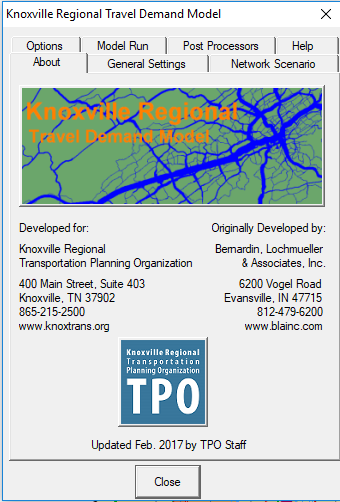 Knoxville Regional Travel Demand Model
Options
Model Run
Post Processors
Help
About
General Settings
Network Scenario
Knoxville Regional
Travel Demand Model
Developed for:
Knoxville Regional
Transportation Planning Organization
400 Main Street, Suite 403
Knoxville, TN 37902
865-215-2500
www.knoxtrans.org
Originally Developed by:
Bernardin, Lochmueller
& Associates, Inc.
6200 Vogel Road
Evansville, IN 47715
812-479-6200
www.blainc.com
Knoxville Regional
Transportation
Planning Organization
TPO
Updated Feb. 2017 by TPO Staff
Close